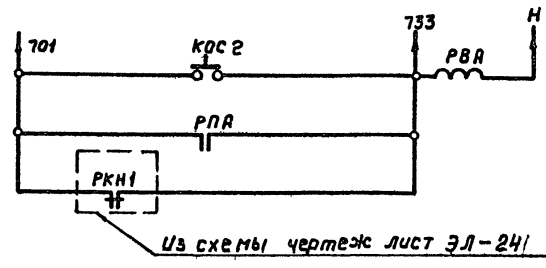 701
КОС 2
733
Н
РВА
РПА
РКН1
Из схемы чертеж лист ЭЛ-241